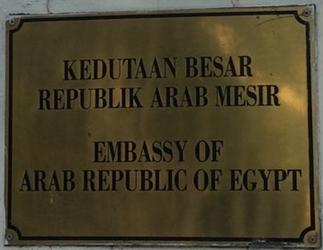 KEDUTAAN BESAR
REPUBLIK ARAB MESIR
EMBASSY OF
ARAB REPUBLIC OF EGYPT